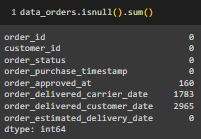 1 data_orders.isnull().sum()
order_id 0
customer_id 0
order_status 0
order_purchase_timestamp 0
order_approved_at 160
order_delivered_carrier_date 1783
order_delivered_customer_date 2965
order_estimated_delivery_date 0
dtype: int64